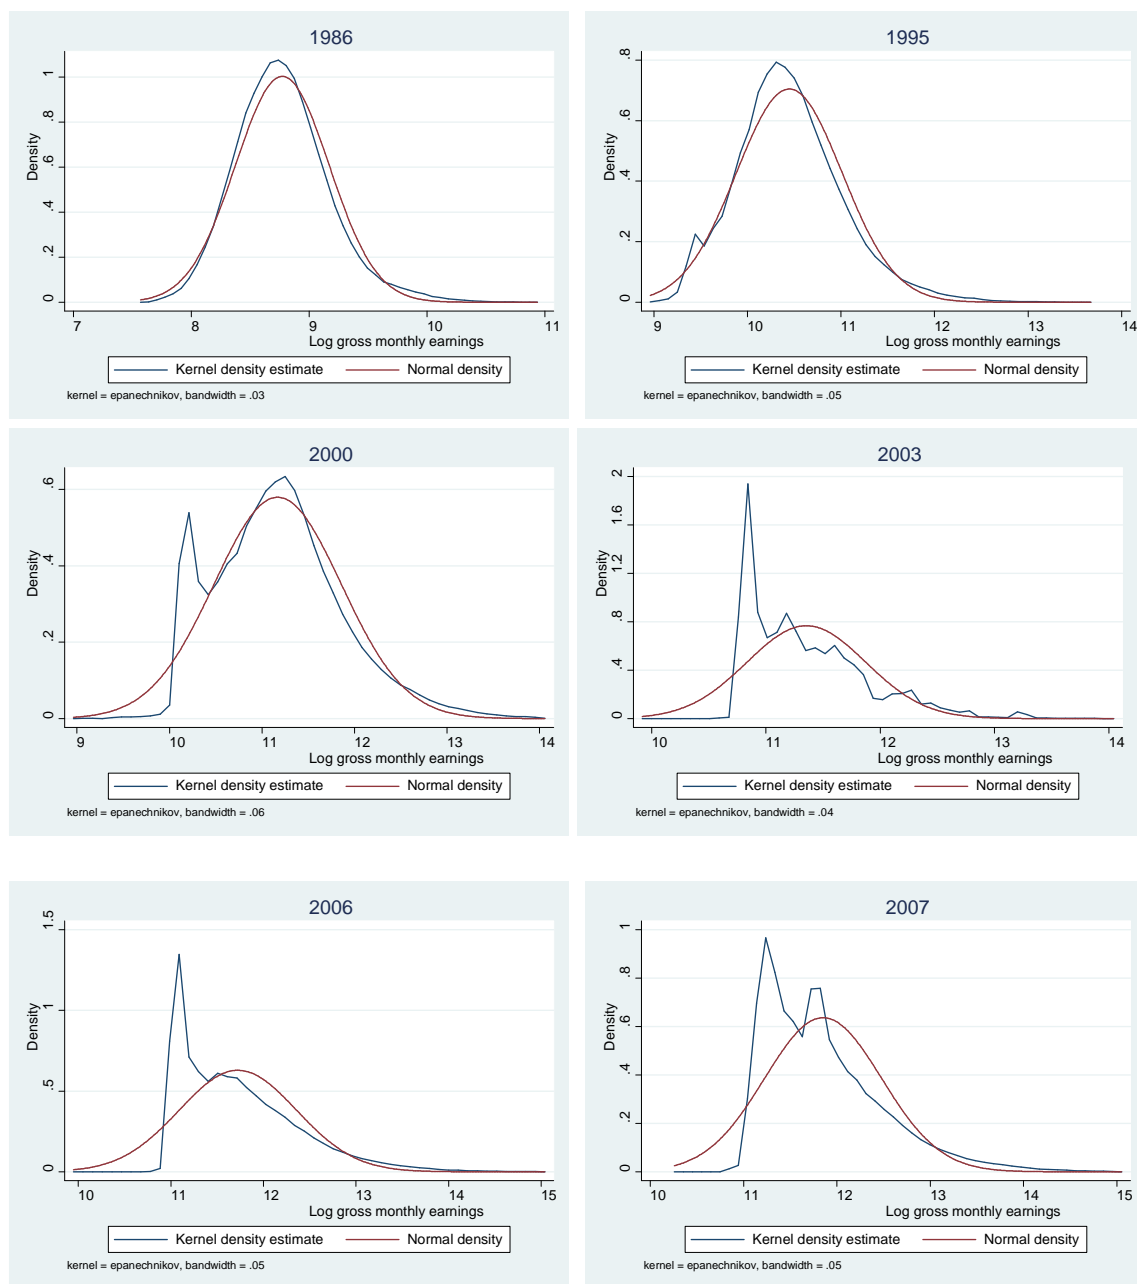 1986
Density
0 .2 .4 .6 .8 1
7 8 9 10 11
Log gross monthly earnings
Kernel density estimate Normal density
kernel = epanechnikov, bandwidth = .03
1995
Density
0 .2 .4 .6 .8
9 10 11 12 13 14
Log gross monthly earnings
Kernel density estimate Normal density
kernel = epanechnikov, bandwidth = .05
2000
Density
0 .2 .4 .6
9 10 11 12 13 14
Log gross monthly earnings
Kernel density estimate Normal density
kernel = epanechnikov, bandwidth = .06
2003
Density
0 .4 .8 1.2 1.6 2
10 11 12 13 14
Log gross monthly earnings
Kernel density estimate Normal density
kernel = epanechnikov, bandwidth = .04
2006
Density
0 .5 1 1.5
10 11 12 13 14 15
Log gross monthly earnings
Kernel density estimate Normal density
kernel = epanechnikov, bandwidth = .05
2007
Density
0 .2 .4 .6 .8 1
10 11 12 13 14 15
Log gross monthly earnings
Kernel density estimate Normal density
kernel = epanechnikov, bandwidth = .05